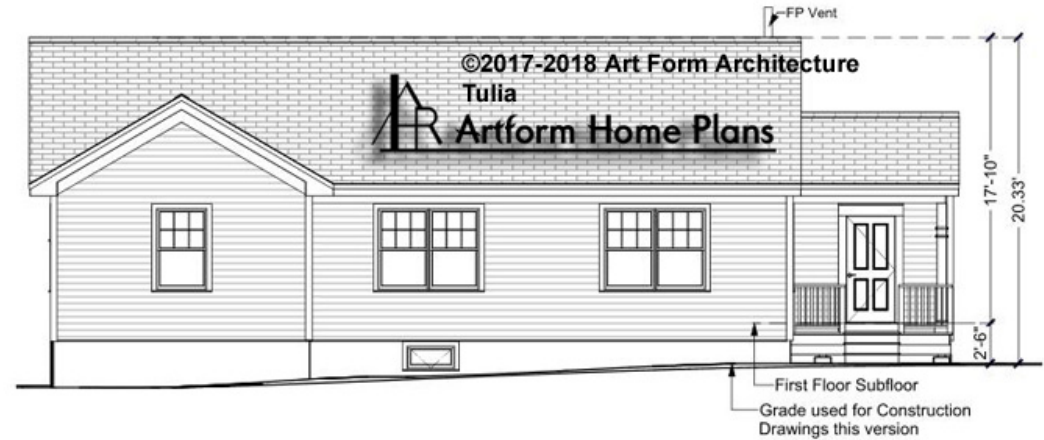 FP Vent
©2017-2018 Art Form Architecture
Tulia
AR
Artform Home Plans
17'-10"
20.33'
2'-6"
First Floor Subfloor
Grade used for Construction
Drawings this version